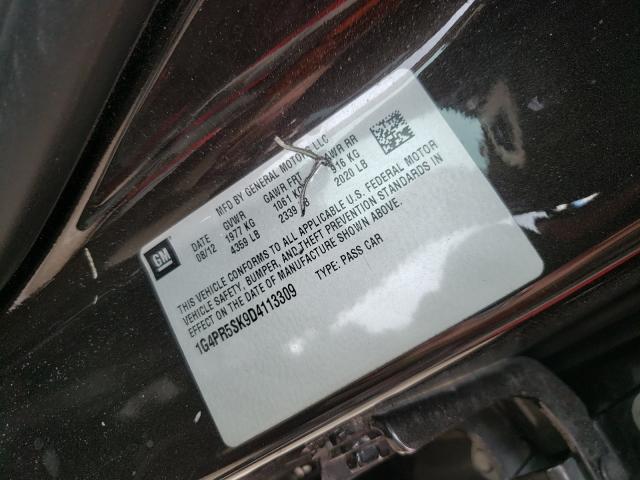 GM
MFD BY GENERAL MOTORS LLC
DATE GVWR GAWR FRT GAWR RR
08/12 1977 KG 1061 KG 916 KG
4359 LB 2339 LB 2020 LB
THIS VEHICLE CONFORMS TO ALL APPLICABLE U.S. FEDERAL MOTOR
VEHICLE SAFETY, BUMPER, AND THEFT PREVENTION STANDARDS IN
EFFECT ON THE DATE OF MANUFACTURE SHOWN ABOVE.
1G4PR5SK9D4113309 TYPE: PASS CAR